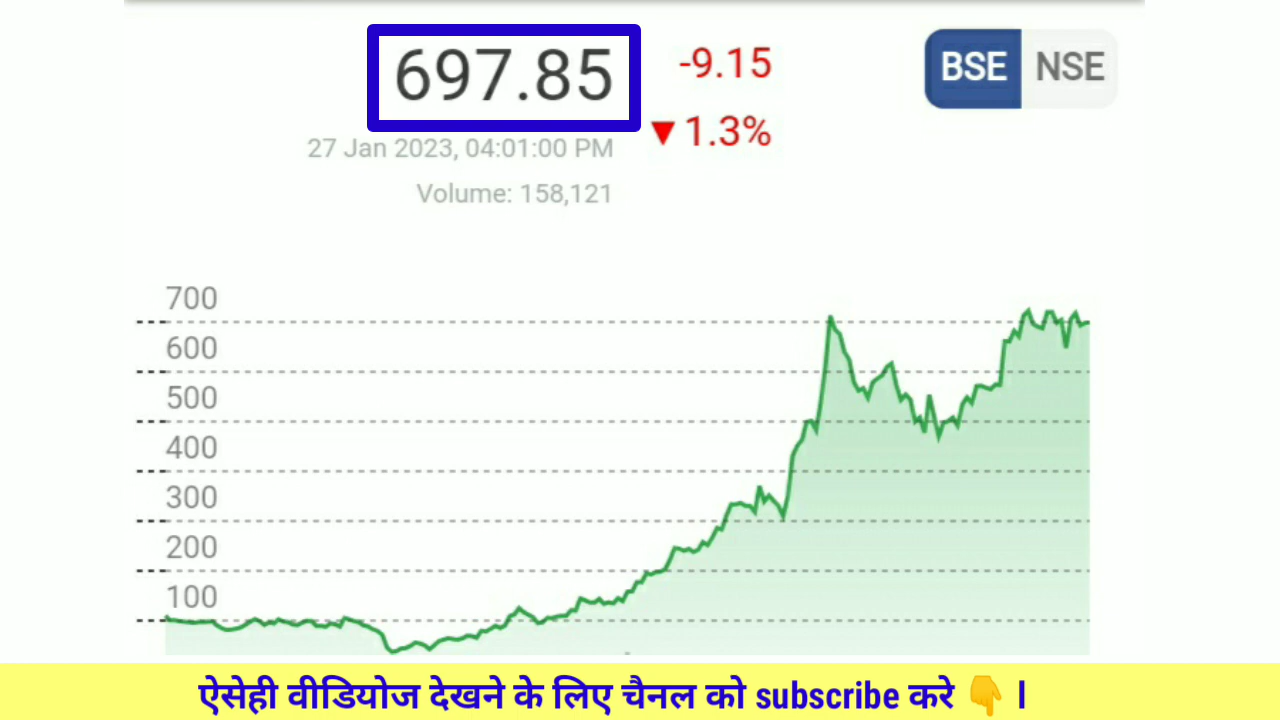 697.85
-9.15
▼1.3%
BSE NSE
27 Jan 2023, 04:01:00 PM
Volume: 158,121
700
600
500
400
300
200
100
ऐसेही वीडियोज देखने के लिए चैनल को subscribe करे 👇 l